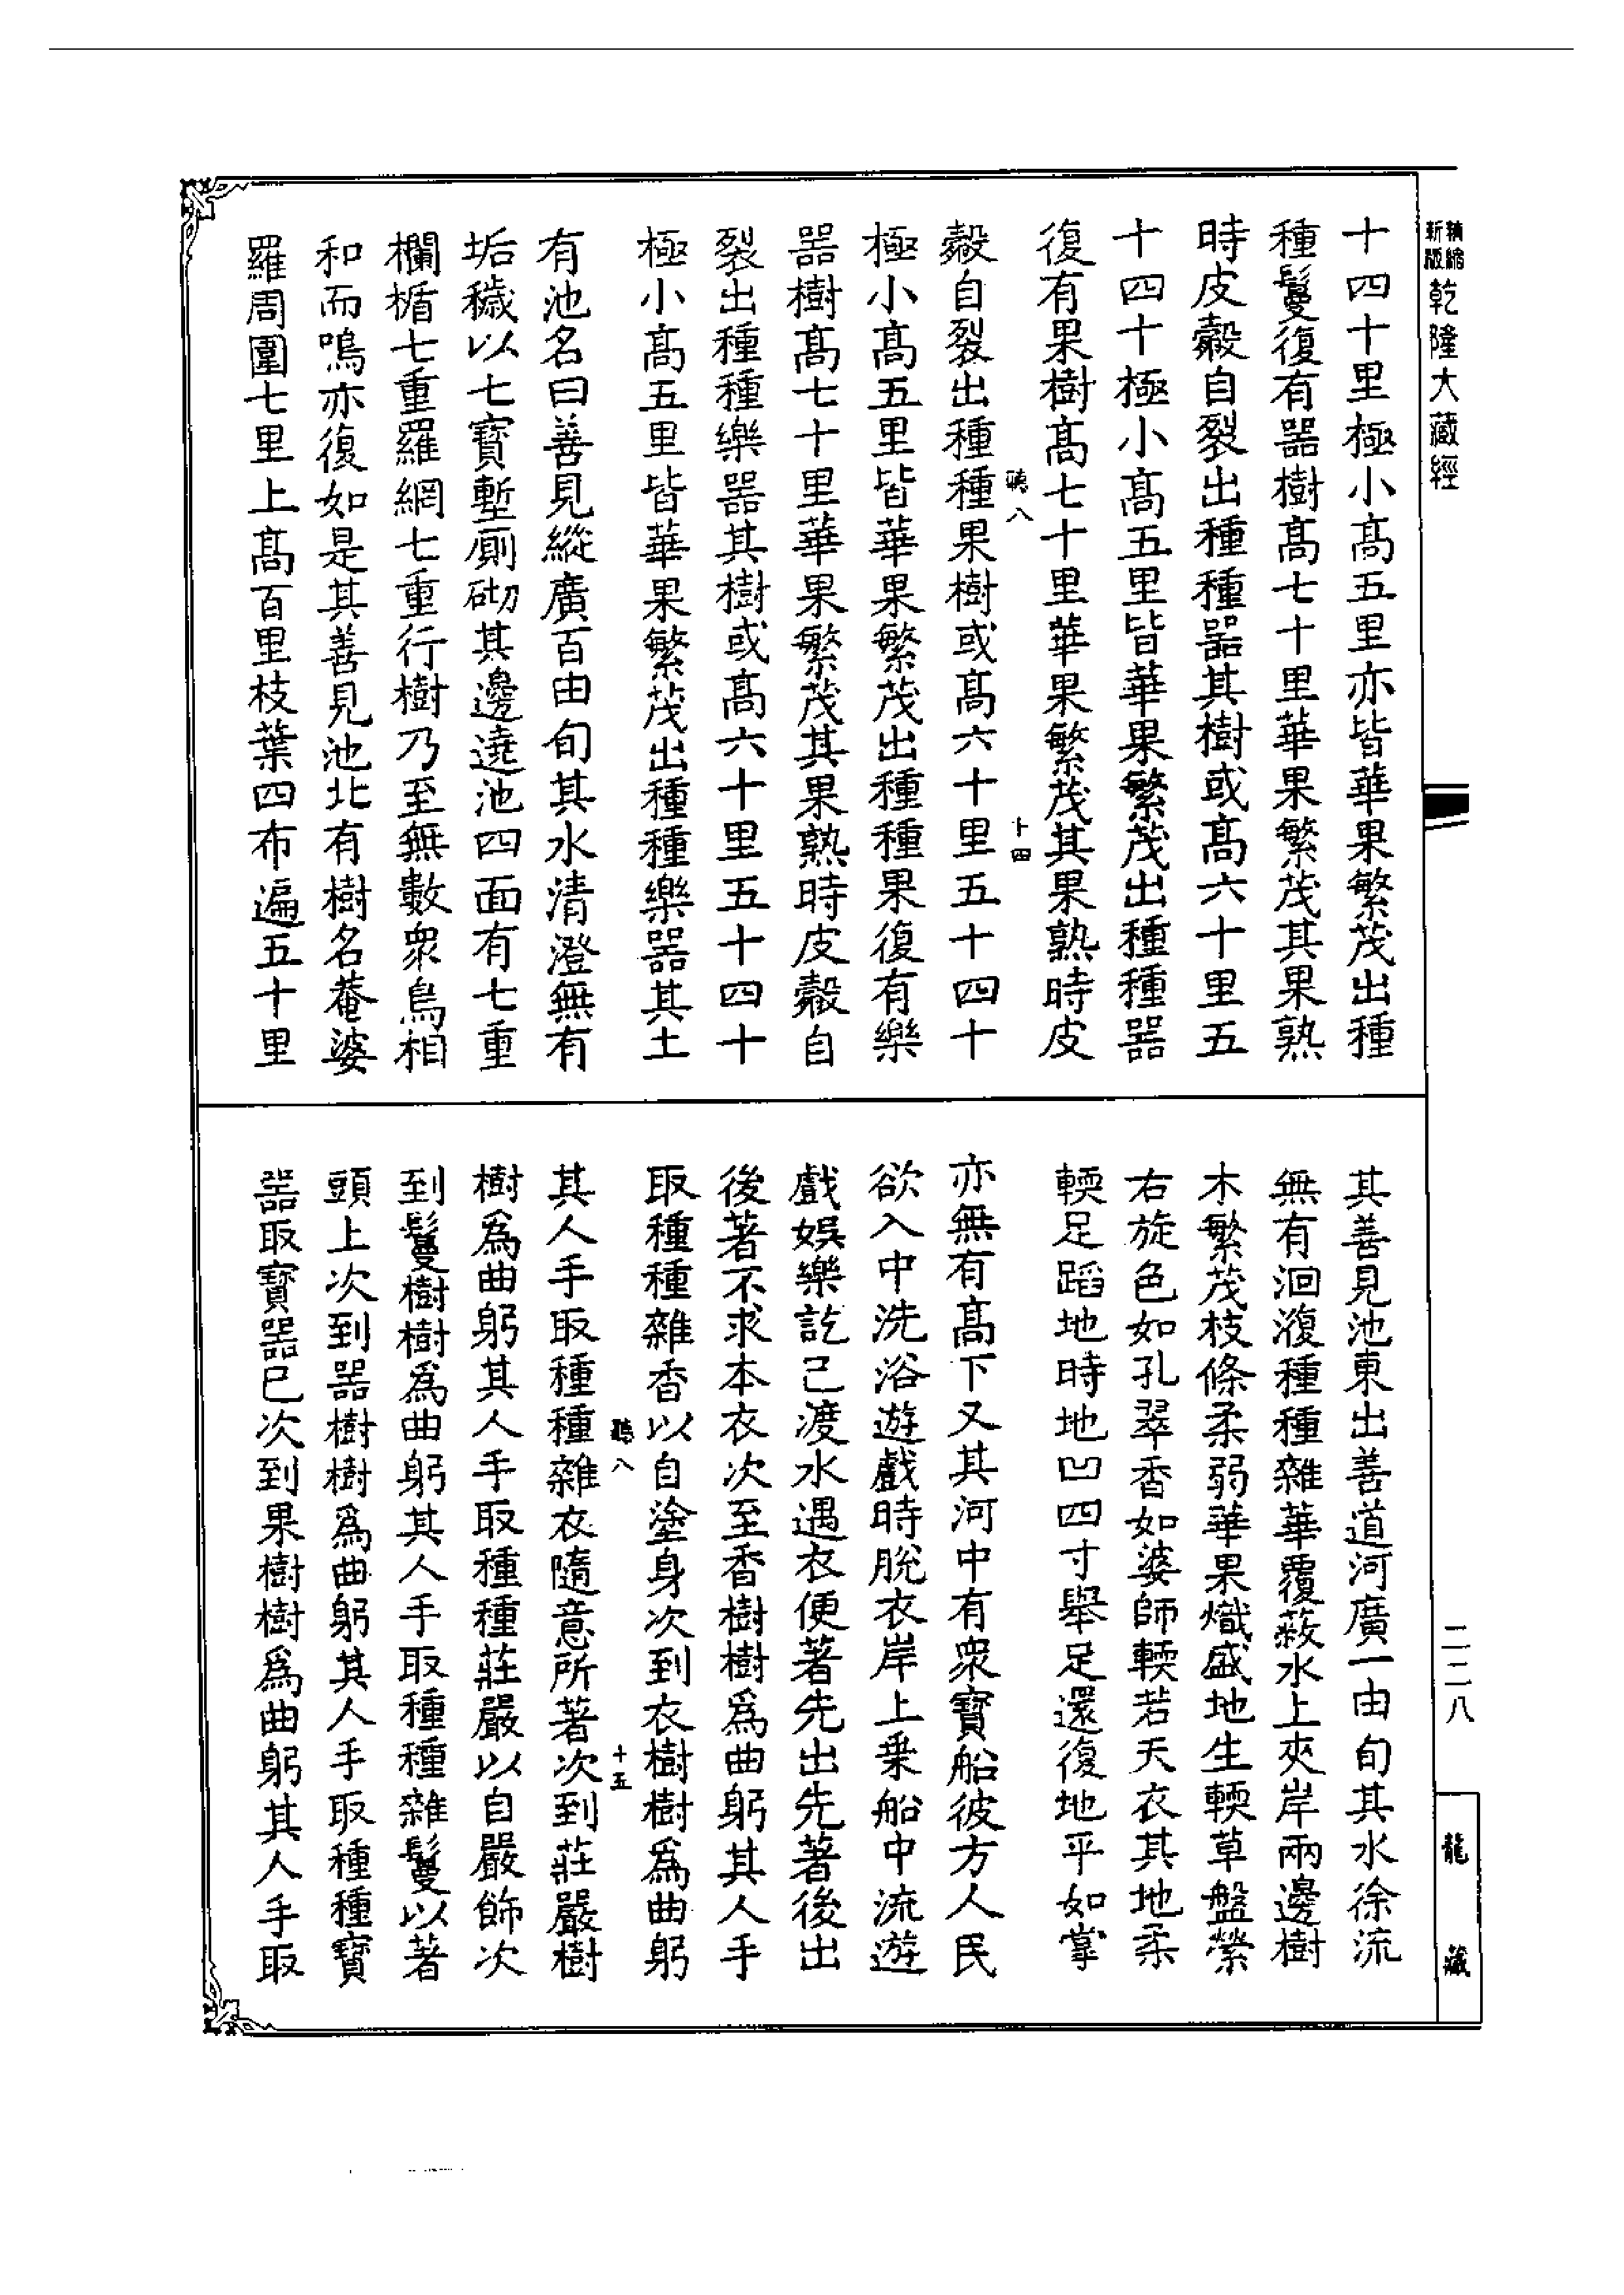 精縮新版乾隆大藏經
十四十里極小高五里亦皆華果繁茂出種
種鬘復有器樹高七十里華果繁茂其果熟
時皮㲉自裂出種種器其樹或高六十里五
十四十極小高五里皆華果繁茂出種種器
復有果樹高七十里華果繁茂其果熟時皮
聽八 十四
㲉自裂出種種果樹或高六十里五十四十
極小高五里皆華果繁茂出種種果復有樂
器樹高七十里華果繁茂其果熟時皮㲉自
裂出種種樂器其樹或高六十里五十四十
極小高五里皆華果繁茂出種種樂器其土
有池名曰善見縱廣百由旬其水清澄無有
垢穢以七寶塹廁砌其邊遶池四面有七重
欄楯七重羅網七重行樹乃至無數衆鳥相
和而鳴亦復如是其善見池北有樹名菴婆
羅周圍七里上高百里枝葉四布遍五十里
其善見池東出善道河廣一由旬其水徐流
無有洄澓種種雜華覆蔽水上夾岸兩邊樹
木繁茂枝條柔弱華果熾盛地生輭草盤縈
右旋色如孔翠香如婆師輭若天衣其地柔
輭足蹈地時地凹四寸舉足還復地平如掌
亦無有高下又其河中有衆寶船彼方人民
欲入中洗浴遊戲時脫衣岸上乗船中流遊
戲娛樂訖已渡水遇衣便著先出先著後出
後著不求本衣次至香樹樹爲曲躬其人手
取種種雜香以自塗身次到衣樹樹爲曲躬
聽八 十五
其人手取種種雜衣隨意所著次到莊嚴樹
樹爲曲躬其人手取種種莊嚴以自嚴飾次
到鬘樹樹爲曲躬其人手取種種雜鬘以著
頭上次到器樹樹爲曲躬其人手取種種寶
器取寶器已次到果樹樹爲曲躬其人手取
二二八
龍藏